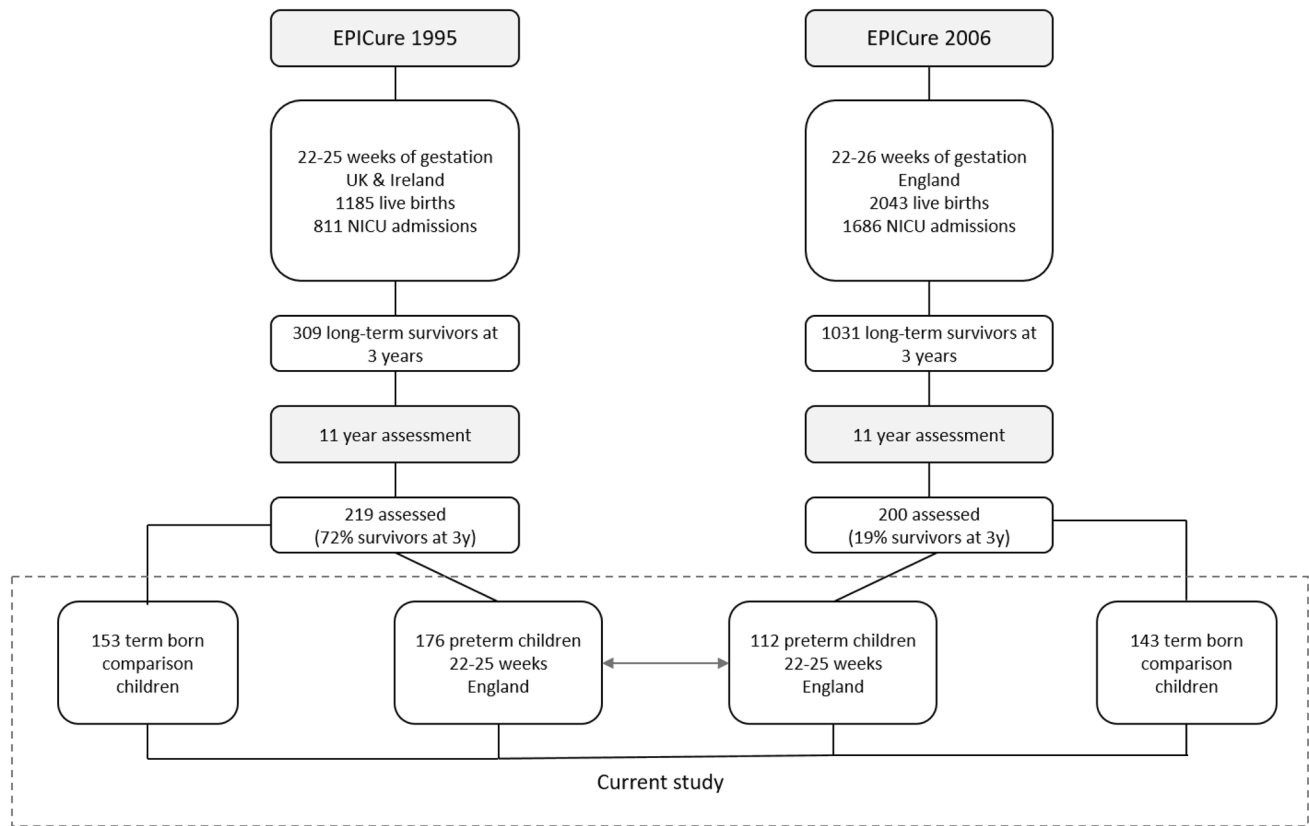 EPICure 1995
22-25 weeks of gestation
UK & Ireland
1185 live births
811 NICU admissions
309 long-term survivors at
3 years
11 year assessment
219 assessed
(72% survivors at 3y)
EPICure 2006
22-26 weeks of gestation
England
2043 live births
1686 NICU admissions
1031 long-term survivors at
3 years
11 year assessment
200 assessed
(19% survivors at 3y)
153 term born
comparison
children
176 preterm children
22-25 weeks
England
112 preterm children
22-25 weeks
England
143 term born
comparison
children
Current study